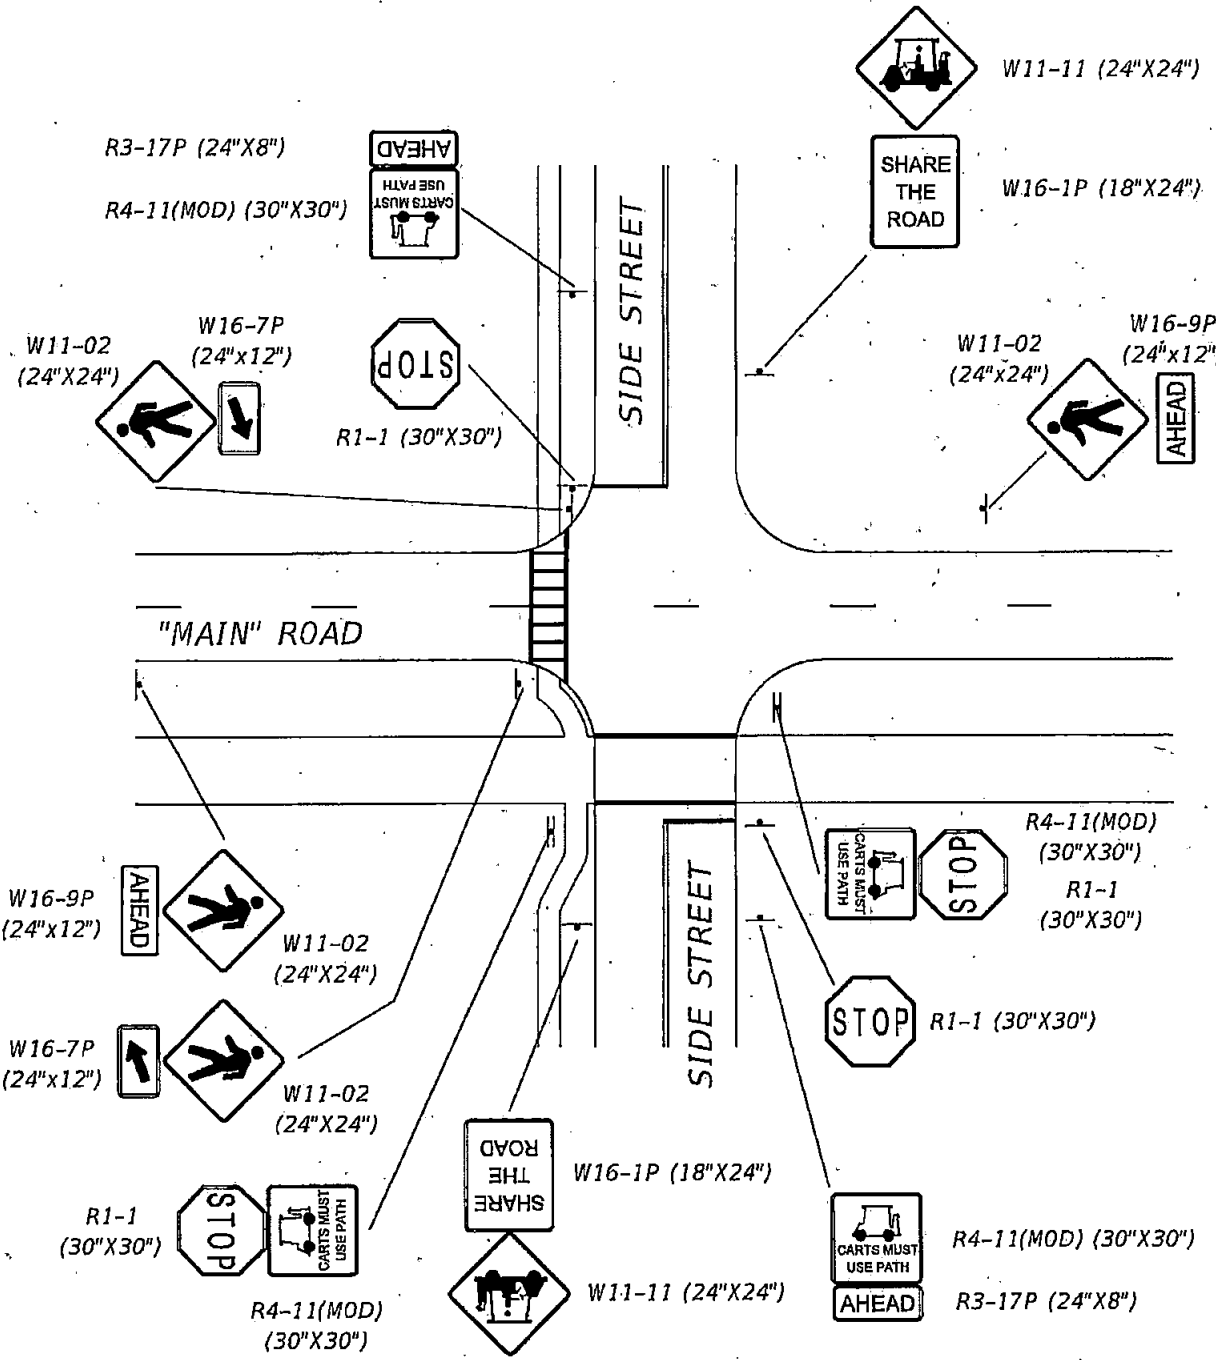 W11-11 (24"X24")
SHARE
THE
ROAD
W16-1P (18"X24")
R3-17P (24"X8")
AHEAD
R4-11(MOD) (30"X30")
CARTS MUST
USE PATH
SIDE STREET
W11-02
(24"X24")
W16-7P
(24"x12")
STOP
R1-1 (30"X30")
W11-02
(24"x24")
W16-9P
(24"x12")
AHEAD
"MAIN" ROAD
W16-9P
(24"x12")
AHEAD
W11-02
(24"X24")
SIDE STREET
CARTS MUST
USE PATH
STOP
R4-11(MOD)
(30"X30")
R1-1
(30"X30")
STOP
R1-1 (30"X30")
W16-7P
(24"x12")
W11-02
(24"X24")
R1-1
(30"X30")
STOP
CARTS MUST
USE PATH
R4-11(MOD)
(30"X30")
SHARE
THE
ROAD
W16-1P (18"X24")
W11-11 (24"X24")
CARTS MUST
USE PATH
R4-11(MOD) (30"X30")
AHEAD
R3-17P (24"X8")